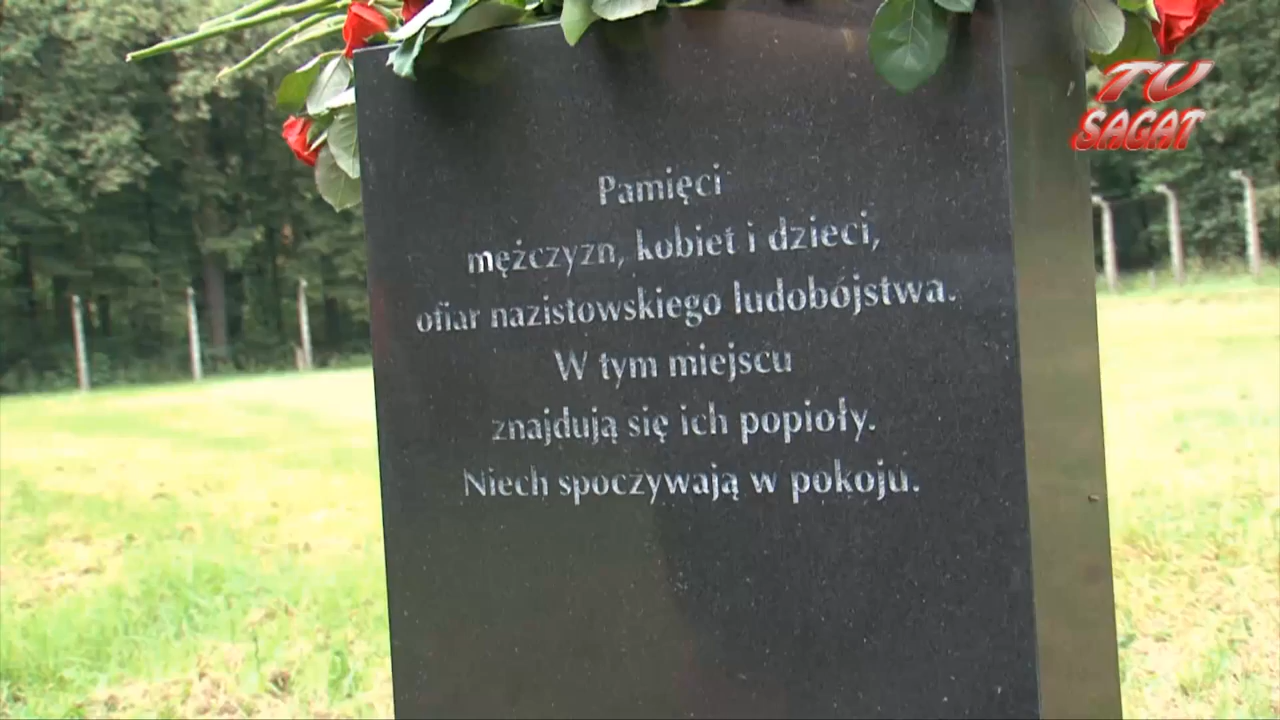 TV
SAGAT
Pamięci
mężczyzn, kobiet i dzieci,
ofiar nazistowskiego ludobójstwa.
W tym miejscu
znajdują się ich popioły.
Niech spoczywają w pokoju.